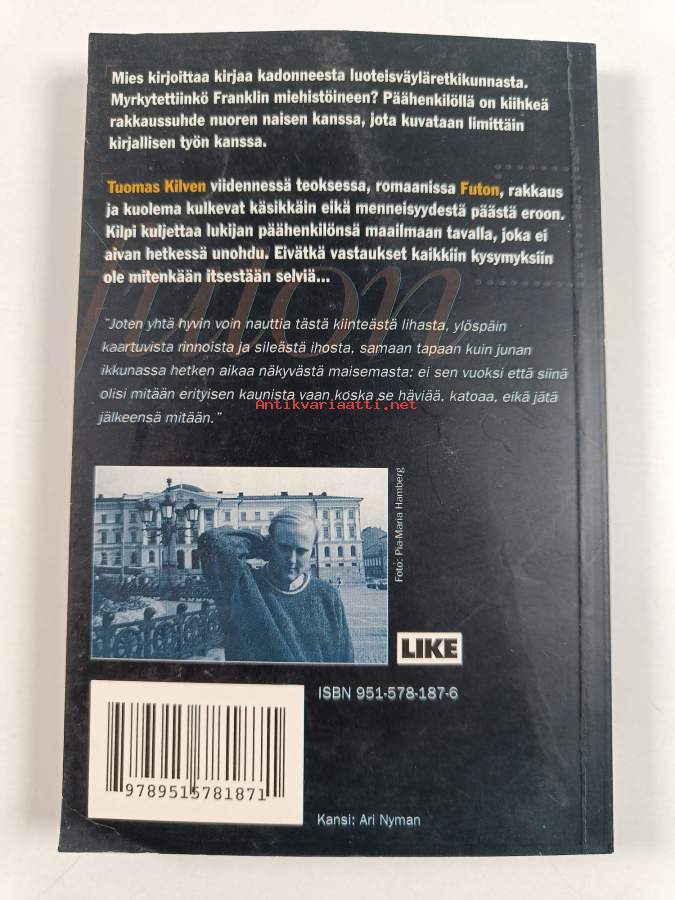 Mies kirjoittaa kirjaa kadonneesta luoteisväyläretkikunnasta.
Myrkytettiinkö Franklin miehistöineen? Päähenkilöllä on kiihkeä
rakkaussuhde nuoren naisen kanssa, jota kuvataan limittäin
kirjallisen työn kanssa.
Tuomas Kilven viidennessä teoksessa, romaanissa Futon, rakkaus
ja kuolema kulkevat käsikkäin eikä menneisyydestä päästä eroon.
Kilpi kuljettaa lukijan päähenkilönsä maailmaan tavalla, joka ei
aivan hetkessä unohdu. Eivätkä vastaukset kaikkiin kysymyksiin
ole mitenkään itsestään selviä...
futon
"Joten yhtä hyvin voin nauttia tästä kiinteästä lihasta, ylöspäin
kaartuvista rinnoista ja sileästä ihosta, samaan tapaan kuin junan
ikkunassa hetken aikaa näkyvästä maisemasta: ei sen vuoksi että siinä
olisi mitään erityisen kaunista vaan koska se häviää, katoaa, eikä jätä
jälkeensä mitään."
Antikvariaatti.net
Foto: Pia-Maria Hamberg
LIKE
ISBN 951-578-187-6
9789515781871
Kansi: Ari Nyman